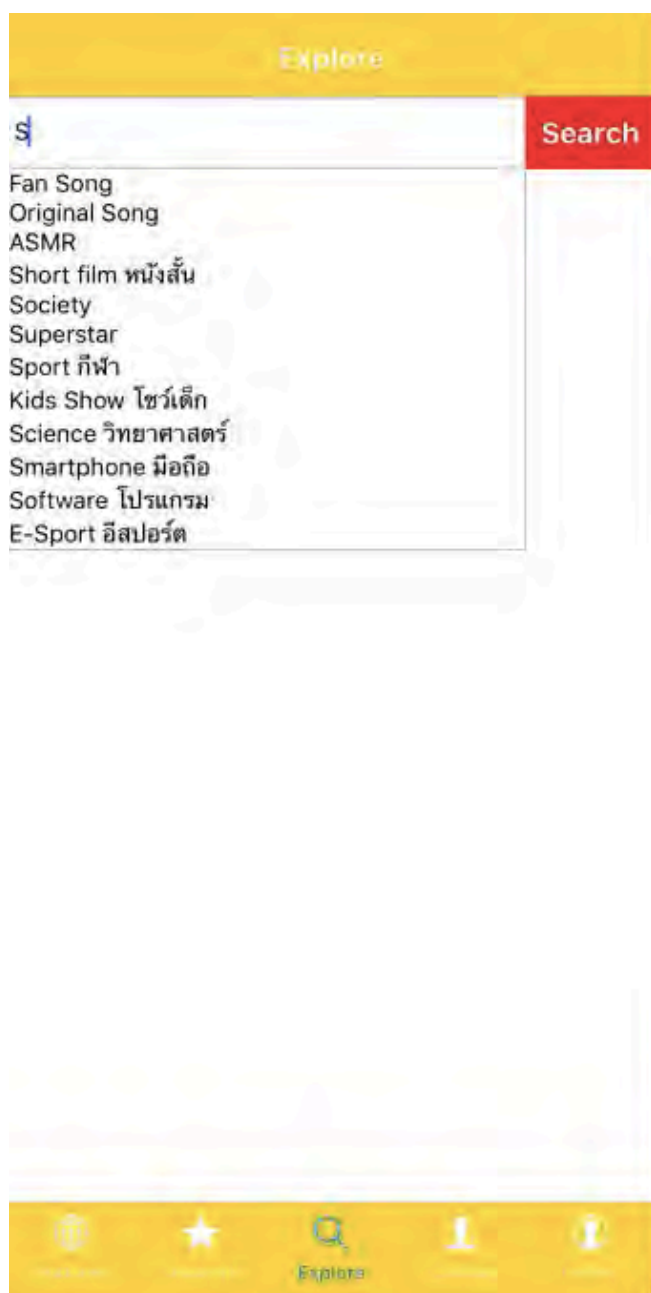 Explore
s
Search
Fan Song
Original Song
ASMR
Short film หนังสั้น
Society
Superstar
Sport กีฬา
Kids Show โชว์เด็ก
Science วิทยาศาสตร์
Smartphone มือถือ
Software โปรแกรม
E-Sport อีสปอร์ต
Explore